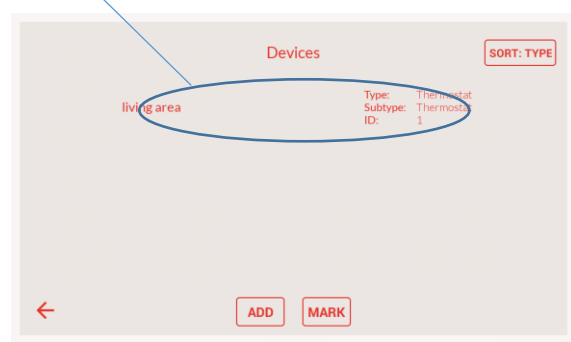 Devices
SORT: TYPE
living area
Type: Thermostat
Subtype: Thermostat
ID: 1
ADD
MARK